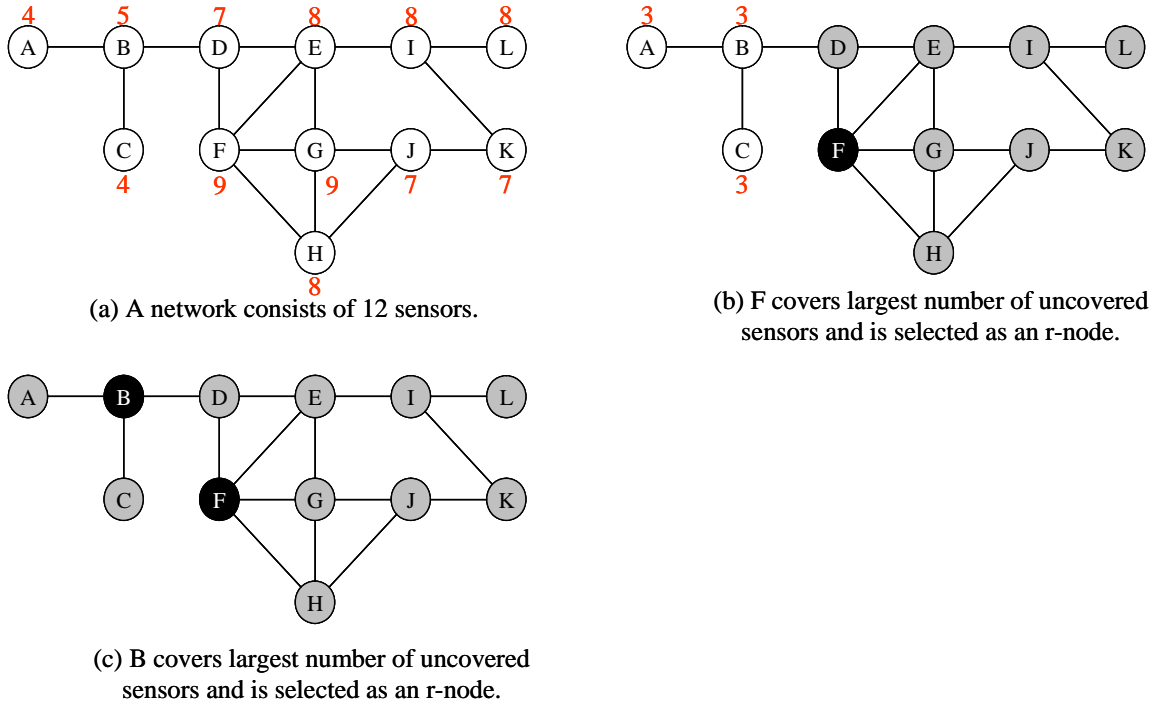 4 5 7 8 8 8
A B D E I L
C F G J K
4 9 9 7 7
H
8
(a) A network consists of 12 sensors.
3 3
A B D E I L
C F G J K
3
H
(b) F covers largest number of uncovered
sensors and is selected as an r-node.
A B D E I L
C F G J K
H
(c) B covers largest number of uncovered
sensors and is selected as an r-node.